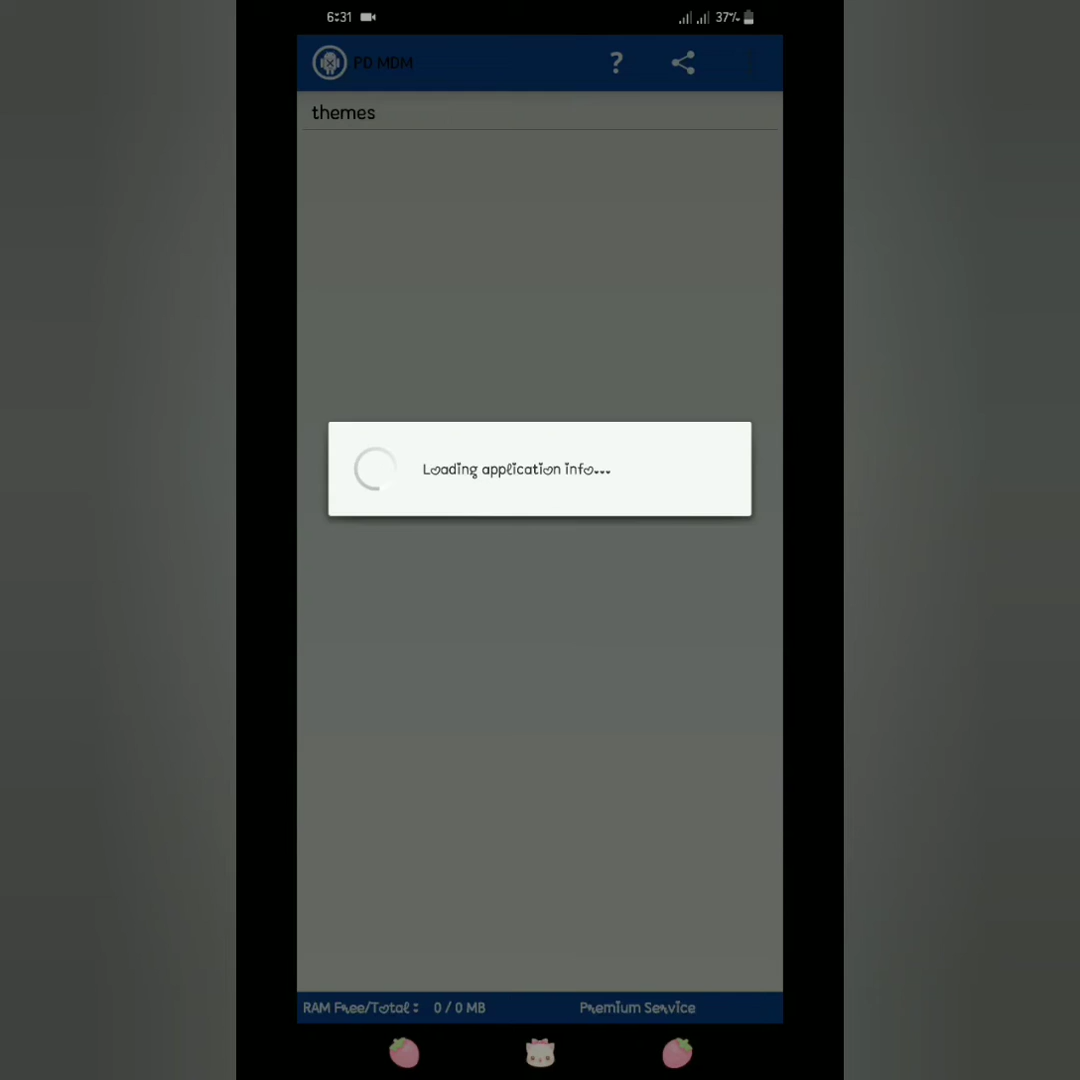 6:31 37%
PD MDM ?
themes
Loading application info...
RAM Free/Total : 0 / 0 MB Premium Service